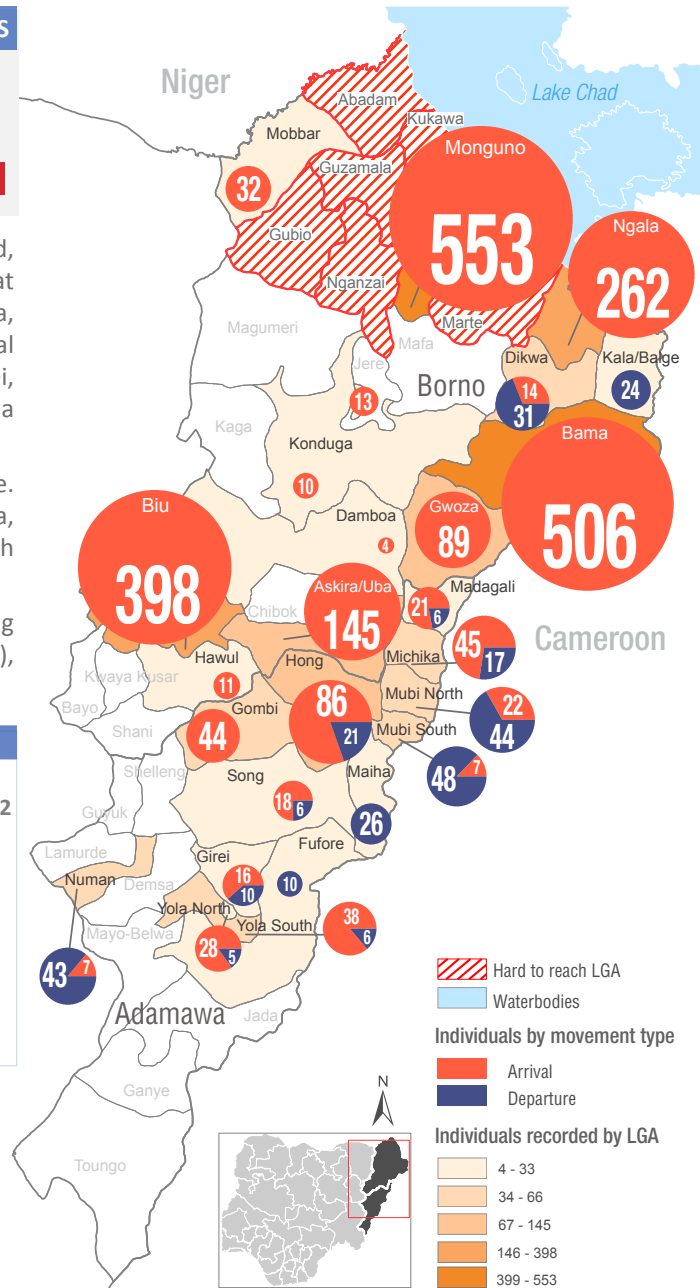 S
Niger
Lake Chad
Abadam
Kukawa
Mobbar
Monguno
Guzamala
32
553
Ngala
262
Gubio
Nganzai
d,
at
a,
al
i,
a
Magumeri
Marte
Mafa
Dikwa
Kala/Balge
Jere
Borno
14
31
24
13
Kaga
Bama
506
Konduga
10
e.
a,
h
Biu
398
Damboa
4
Gwoza
89
Askira/Uba
145
Madagali
21
6
Chibok
g
),
Cameroon
45
17
Hawul
11
Hong
Michika
Kwaya Kusar
Bayo
Shani
Gombi
44
86
21
Mubi North
22
44
Mubi South
48
7
Shelleng
Song
18
6
Maiha
26
2
Guyuk
Lamurde
Fufore
Girei
16
10
10
Numan
Demsa
Yola North
Yola South
38
6
Mayo-Belwa
28
5
43
7
Adamawa
Jada
Ganye
Toungo
N
Hard to reach LGA
Waterbodies
Individuals by movement type
Arrival
Departure
Individuals recorded by LGA
4 - 33
34 - 66
67 - 145
146 - 398
399 - 553